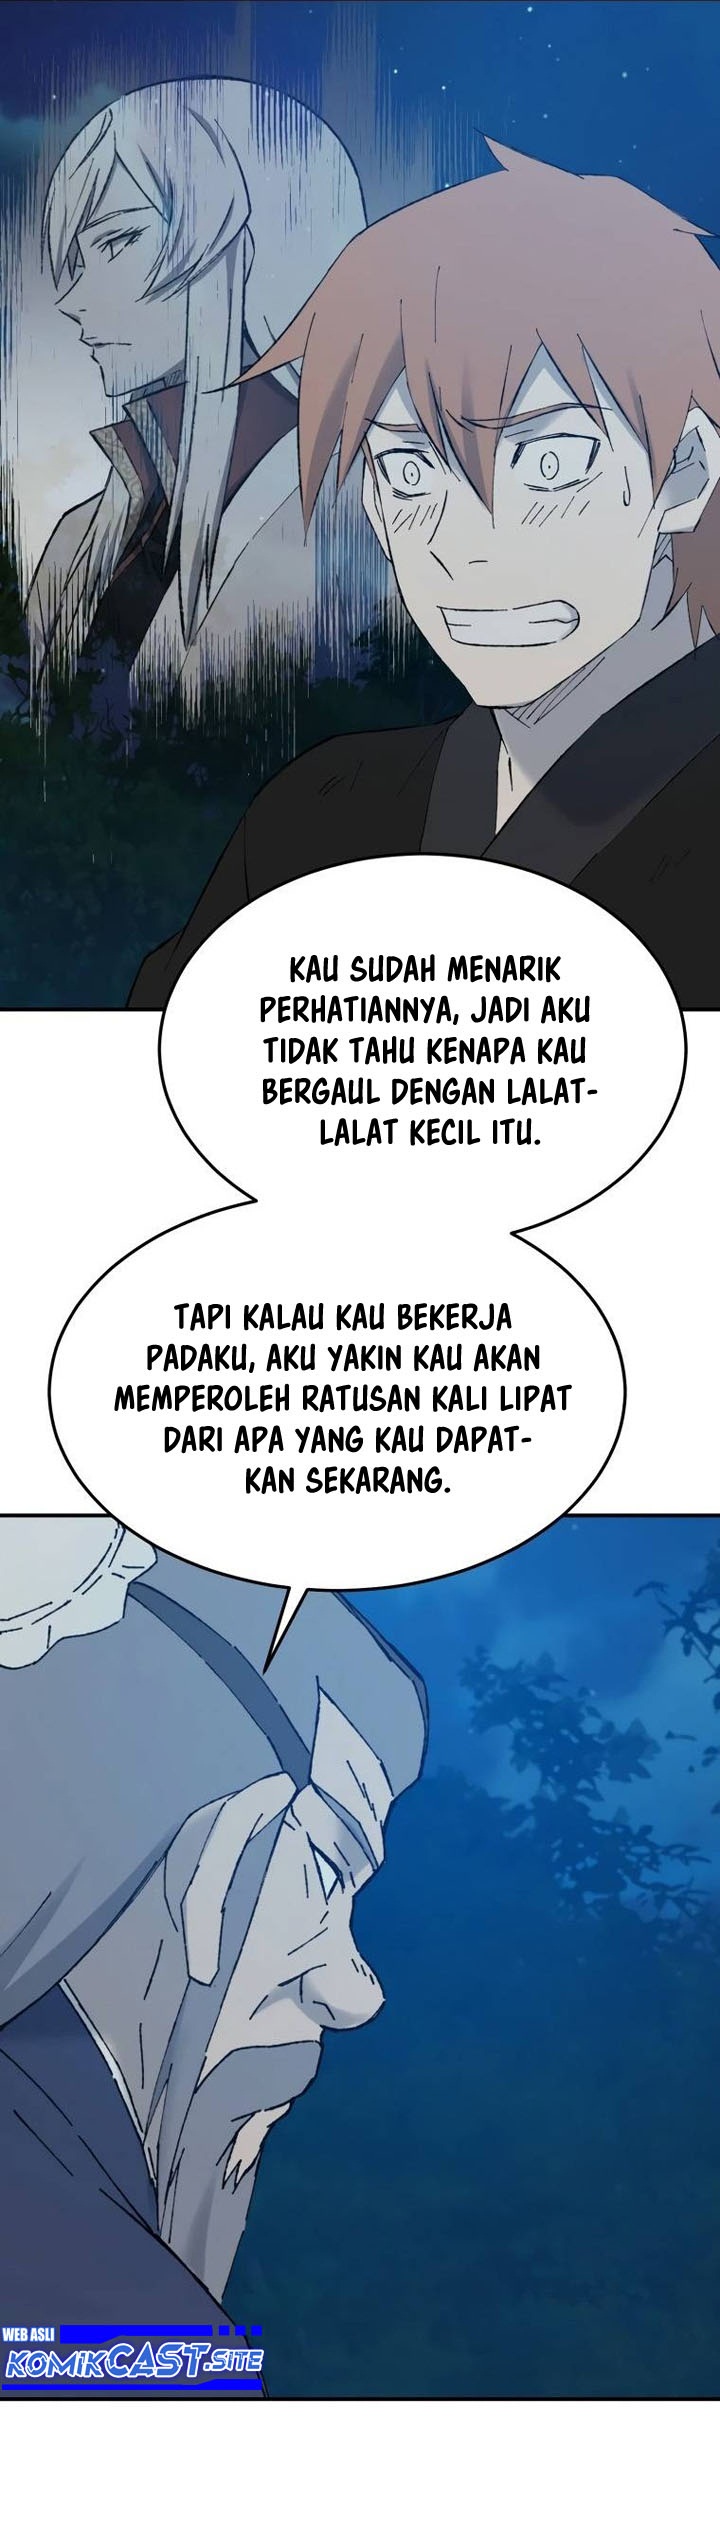 KAU SUDAH MENARIK
PERHATIANNYA, JADI AKU
TIDAK TAHU KENAPA KAU
BERGAUL DENGAN LALAT-
LALAT KECIL ITU.
TAPI KALAU KAU BEKERJA
PADAKU, AKU YAKIN KAU AKAN
MEMPEROLEH RATUSAN KALI LIPAT
DARI APA YANG KAU DAPAT-
KAN SEKARANG.
WEB ASLI
KOMIKCAST.SITE